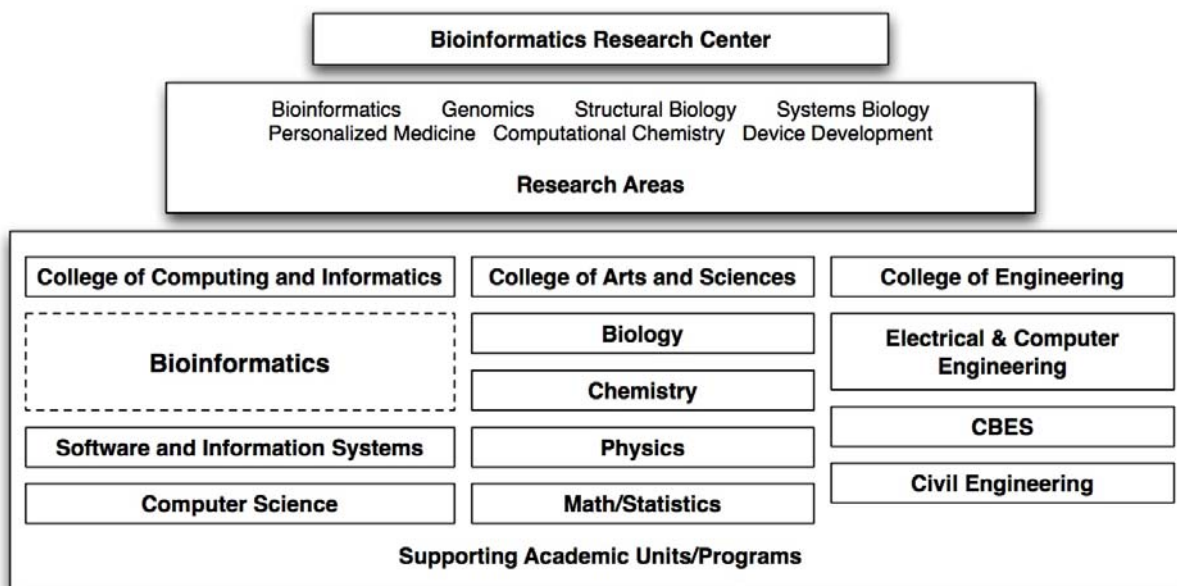 Bioinformatics Research Center
Bioinformatics Genomics Structural Biology Systems Biology
Personalized Medicine Computational Chemistry Device Development
Research Areas
College of Computing and Informatics
Bioinformatics
Software and Information Systems
Computer Science
College of Arts and Sciences
Biology
Chemistry
Physics
Math/Statistics
College of Engineering
Electrical & Computer
Engineering
CBES
Civil Engineering
Supporting Academic Units/Programs